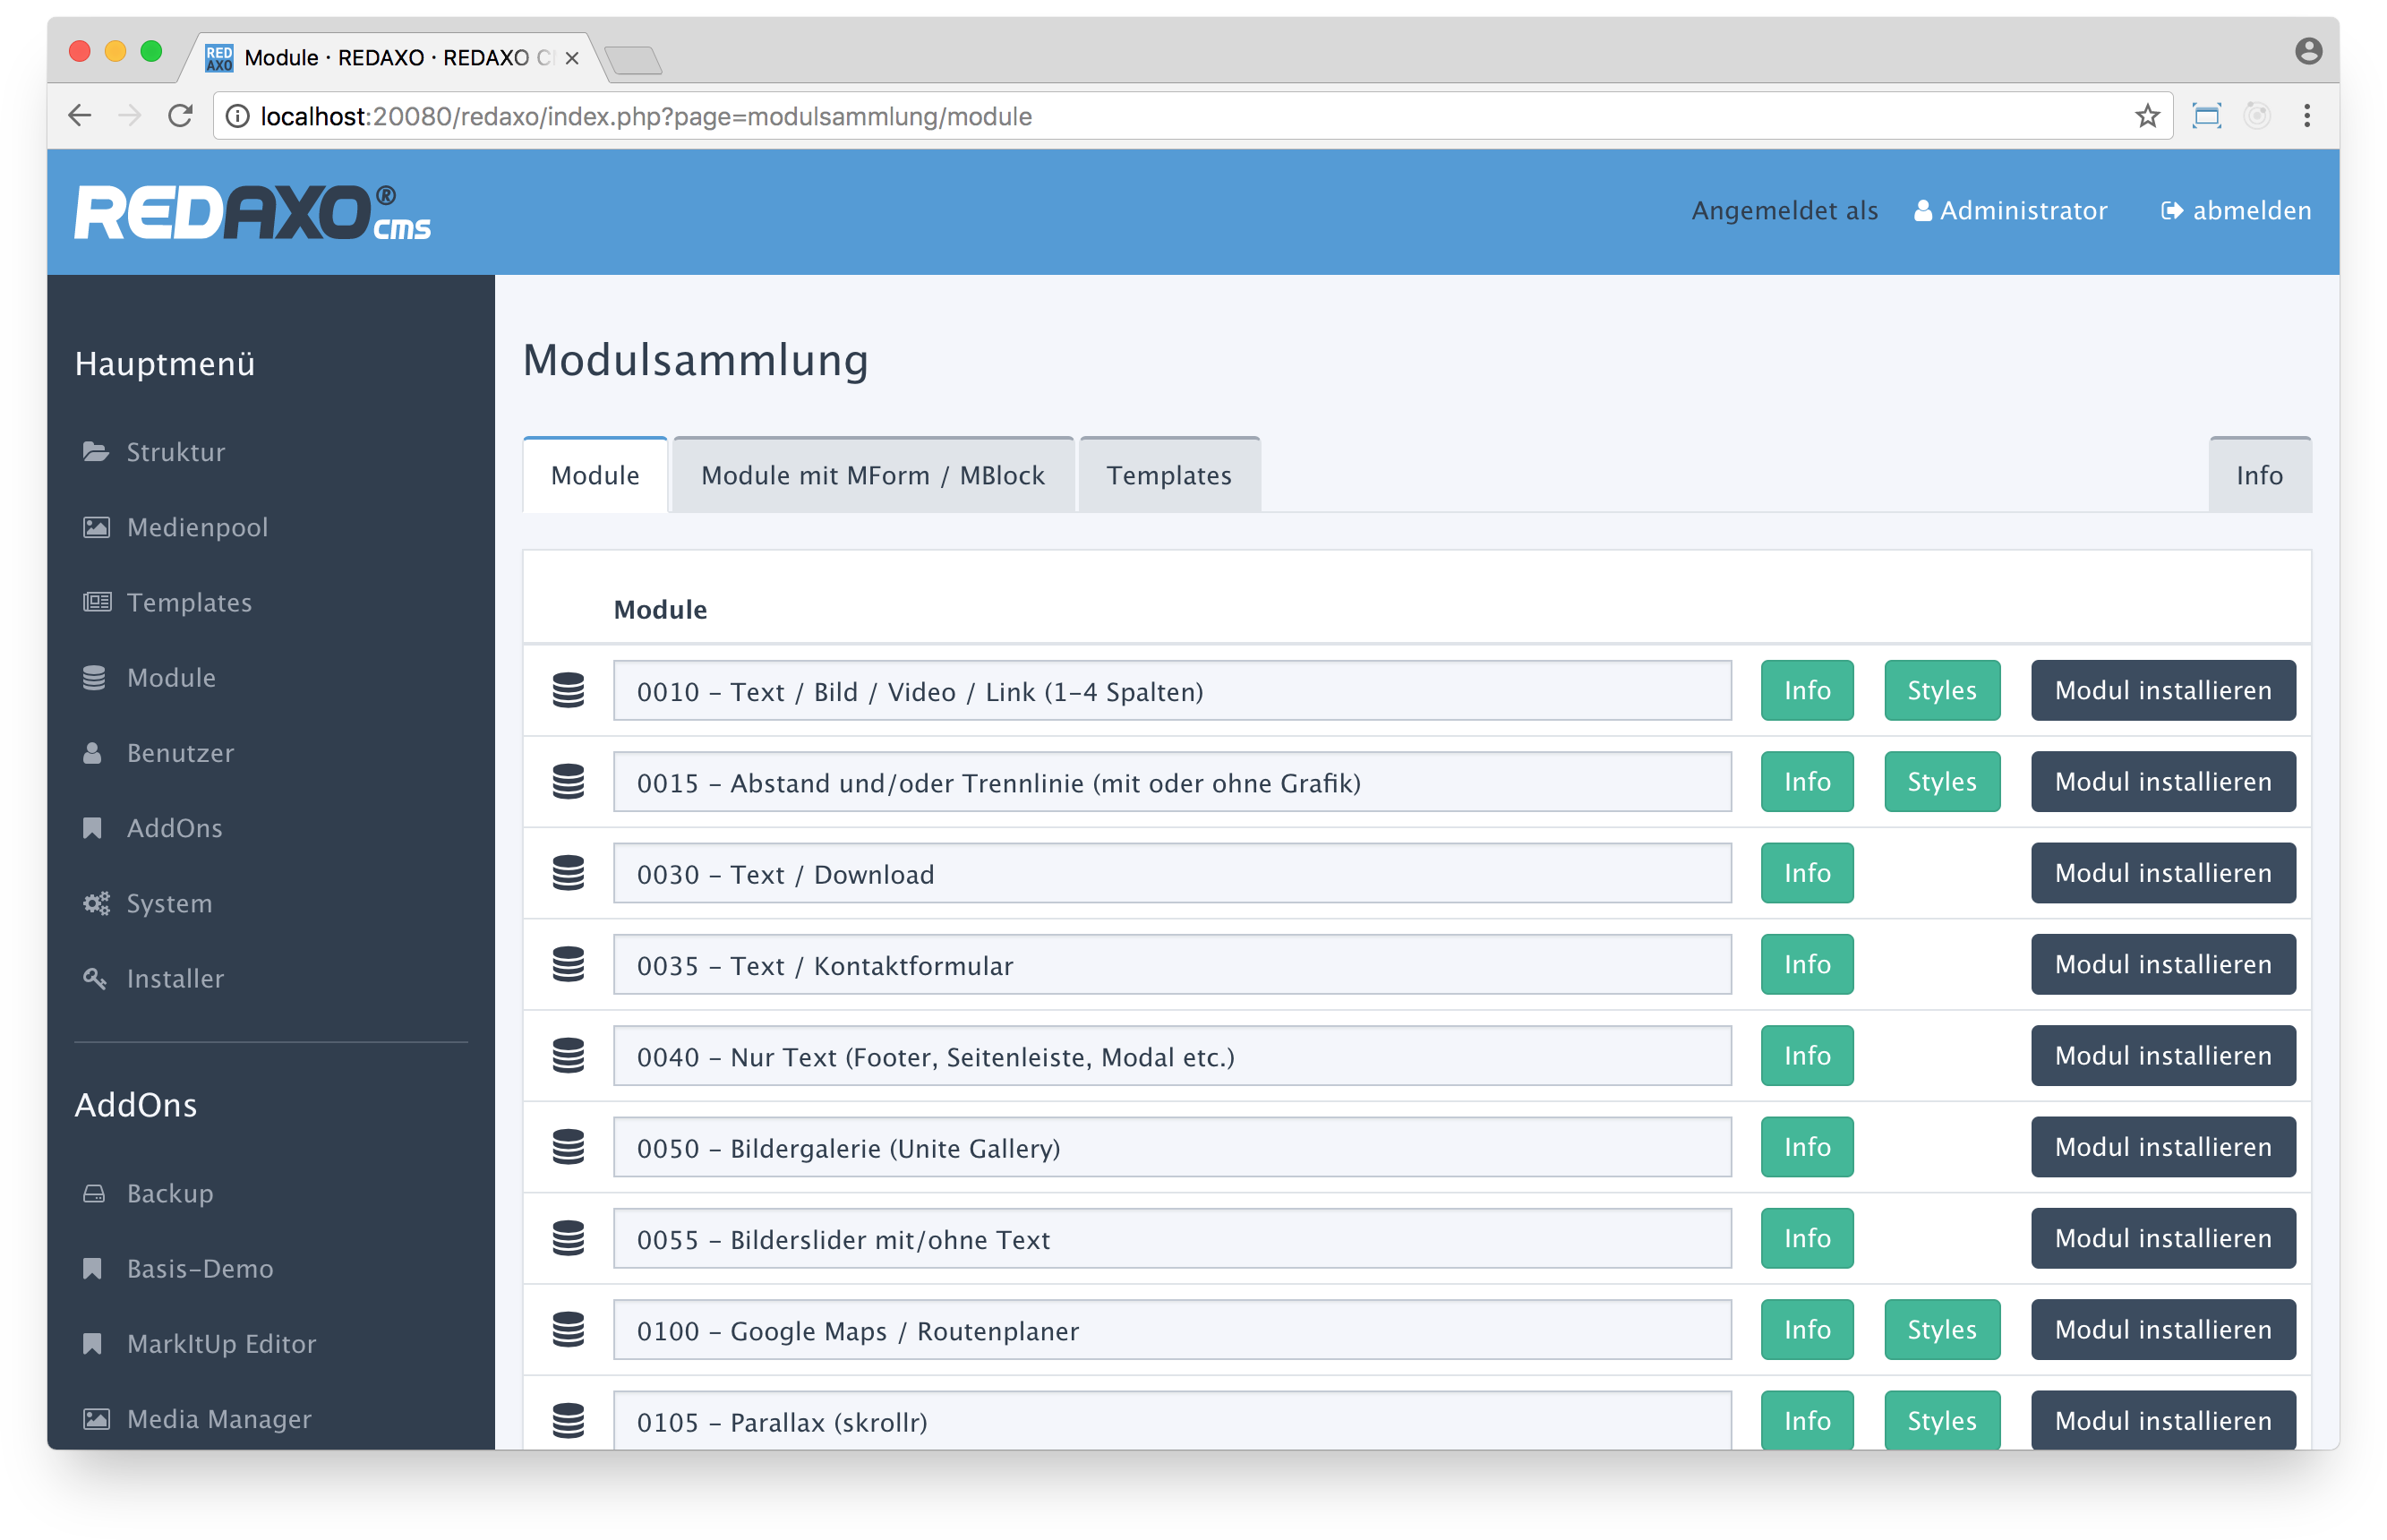 RED
AXO
Module · REDAXO · REDAXO C
localhost:20080/redaxo/index.php?page=modulsammlung/module
REDAXO® cms
Angemeldet als Administrator abmelden
Hauptmenü
Struktur
Medienpool
Templates
Module
Benutzer
AddOns
System
Installer
AddOns
Backup
Basis-Demo
MarkItUp Editor
Media Manager
Modulsammlung
Module Module mit MForm / MBlock Templates Info
Module
0010 - Text / Bild / Video / Link (1-4 Spalten) Info Styles Modul installieren
0015 - Abstand und/oder Trennlinie (mit oder ohne Grafik) Info Styles Modul installieren
0030 - Text / Download Info Modul installieren
0035 - Text / Kontaktformular Info Modul installieren
0040 - Nur Text (Footer, Seitenleiste, Modal etc.) Info Modul installieren
0050 - Bildergalerie (Unite Gallery) Info Modul installieren
0055 - Bilderslider mit/ohne Text Info Modul installieren
0100 - Google Maps / Routenplaner Info Styles Modul installieren
0105 - Parallax (skrollr) Info Styles Modul installieren